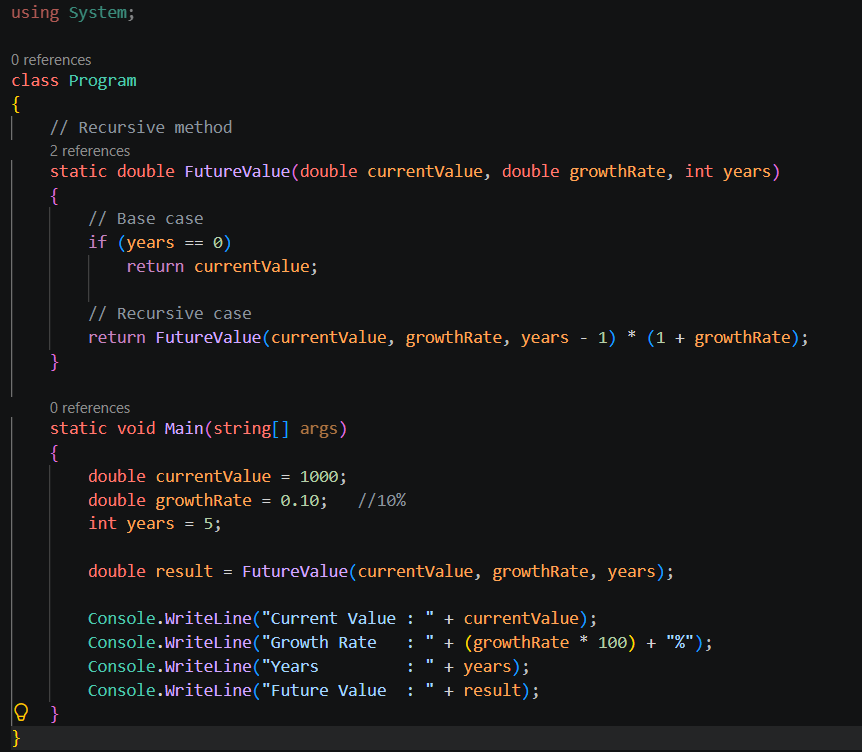 using System;
0 references
class Program
{
// Recursive method
2 references
static double FutureValue(double currentValue, double growthRate, int years)
{
// Base case
if (years == 0)
return currentValue;
// Recursive case
return FutureValue(currentValue, growthRate, years - 1) * (1 + growthRate);
}
0 references
static void Main(string[] args)
{
double currentValue = 1000;
double growthRate = 0.10;   //10%
int years = 5;
double result = FutureValue(currentValue, growthRate, years);
Console.WriteLine("Current Value : " + currentValue);
Console.WriteLine("Growth Rate   : " + (growthRate * 100) + "%");
Console.WriteLine("Years         : " + years);
Console.WriteLine("Future Value  : " + result);
}
}